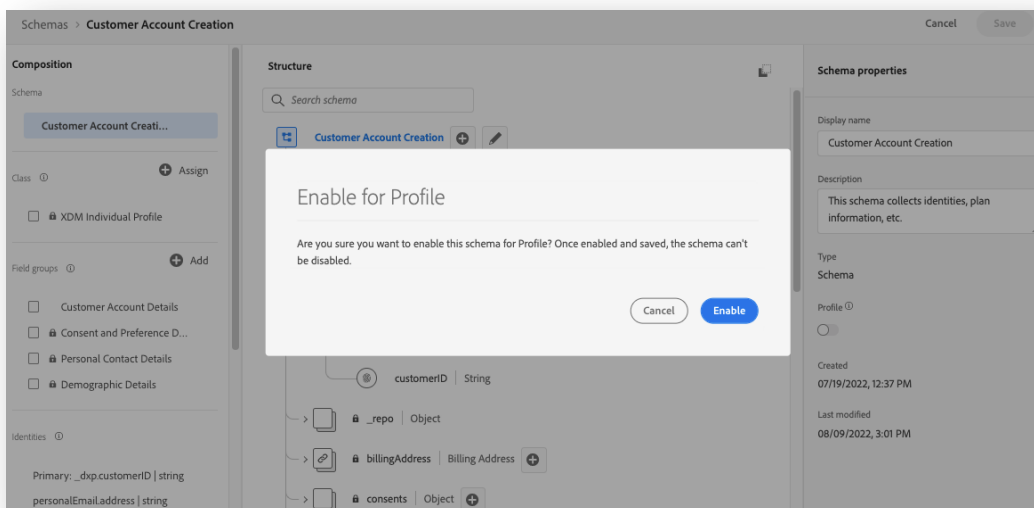 Schemas > Customer Account Creation
Cancel
Save
Composition
Schema
Customer Account Creati...
Class
Assign
XDM Individual Profile
Field groups
Add
Customer Account Details
Consent and Preference D...
Personal Contact Details
Demographic Details
Identities
Primary: _dxp.customerID | string
personalEmail.address | string
Structure
Search schema
Customer Account Creation
Enable for Profile
Are you sure you want to enable this schema for Profile? Once enabled and saved, the schema can't
be disabled.
Cancel
Enable
customerID | String
_repo | Object
billingAddress | Billing Address
consents | Object
Schema properties
Display name
Customer Account Creation
Description
This schema collects identities, plan
information, etc.
Type
Schema
Profile
Created
07/19/2022, 12:37 PM
Last modified
08/09/2022, 3:01 PM